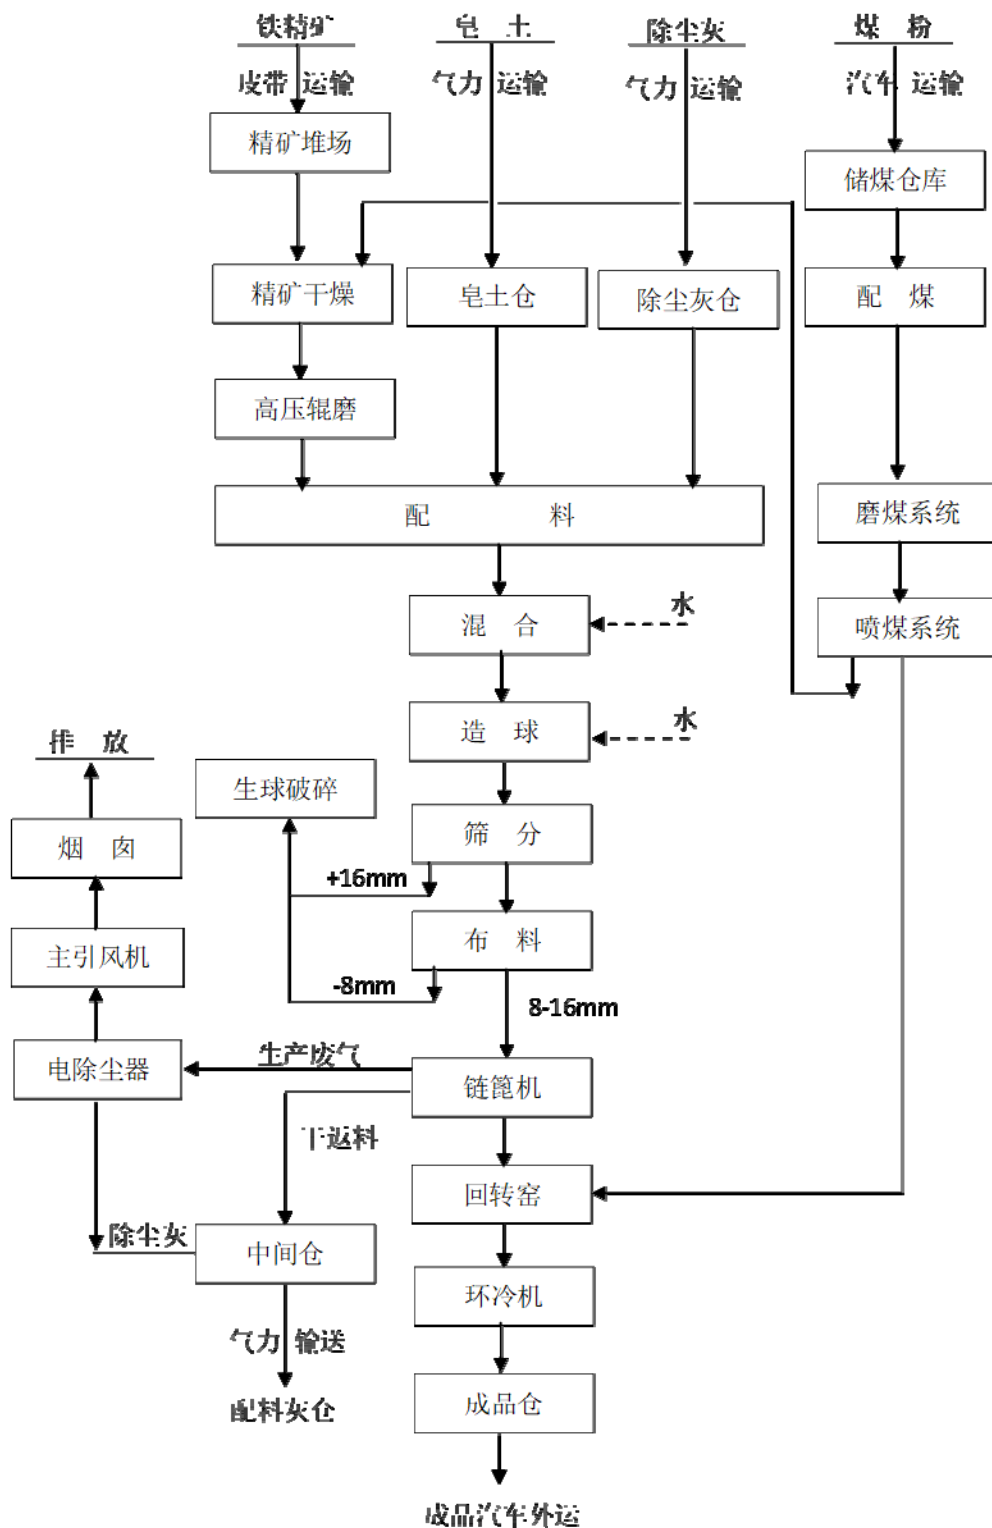 铁精矿 皂 土 除尘灰 煤 粉
皮带 运输 气力 运输 气力 运输 汽车 运输
精矿堆场
储煤仓库
精矿干燥 皂土仓 除尘灰仓 配 煤
高压辊磨
配 料 磨煤系统
水
混 合 喷煤系统
造 球 水
排 放
生球破碎
烟 囱 筛 分
+16mm
主引风机 布 料
-8mm
8-16mm
生产废气
电除尘器 链篦机
干返料
回转窑
除尘灰 中间仓
环冷机
气力 输送
配料灰仓 成品仓
成品汽车外运